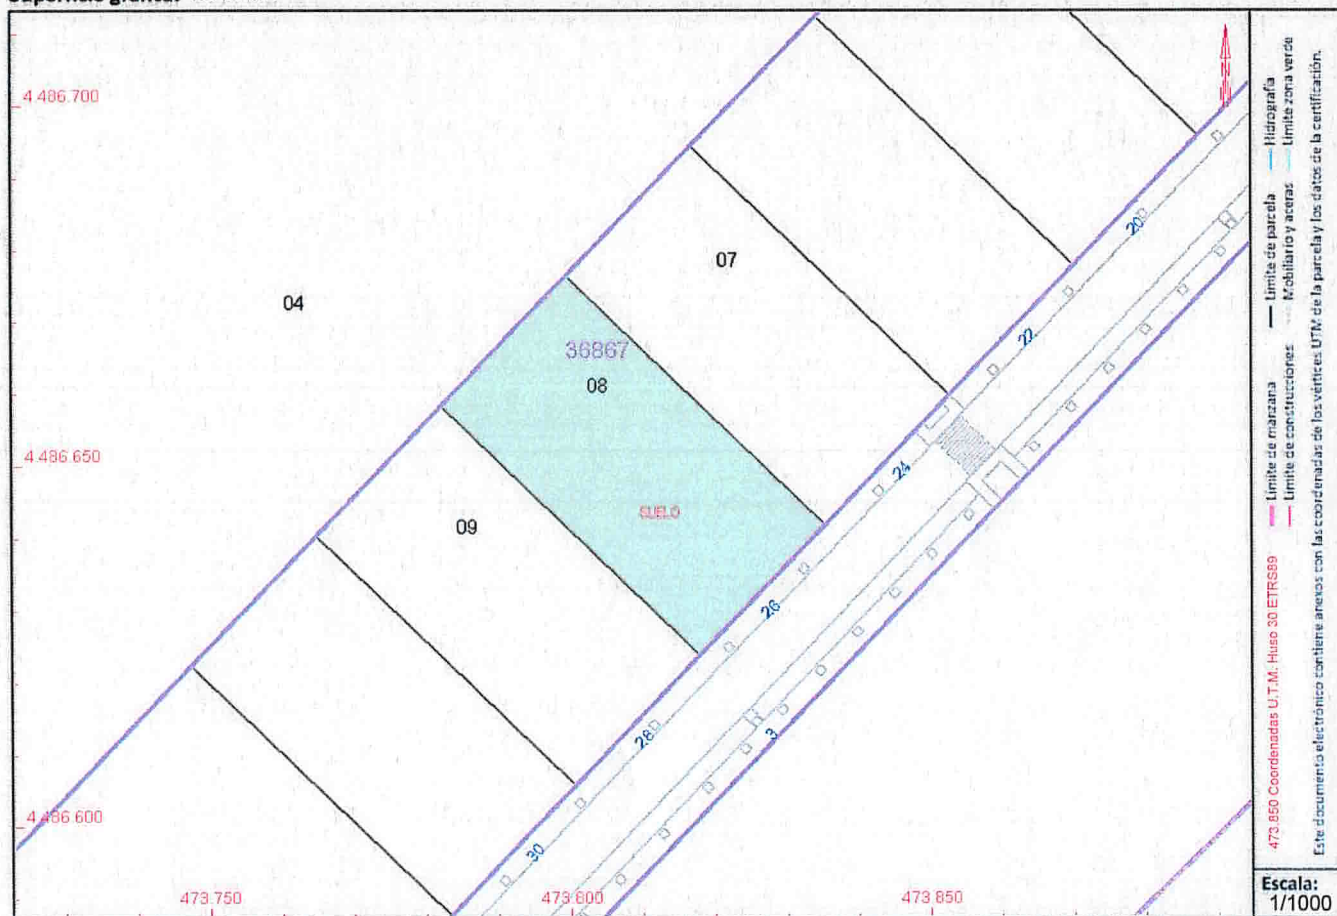 4 486.700
04
07
36867
08
20
22
4 486.650
09
SUELO
24
26
28
3
4 486.600
30
473.750
473.800
473.850
473.850 Coordenadas U.T.M. Huso 30 ETRS89
Límite de manzana
Límite de parcela
Hidrografía
Límite de construcciones
Mobiliario y aceras
Límite zona verde
Este documento electrónico contiene anexos con las coordenadas de los vértices UTM de la parcela y los datos de la certificación.
Escala:
1/1000